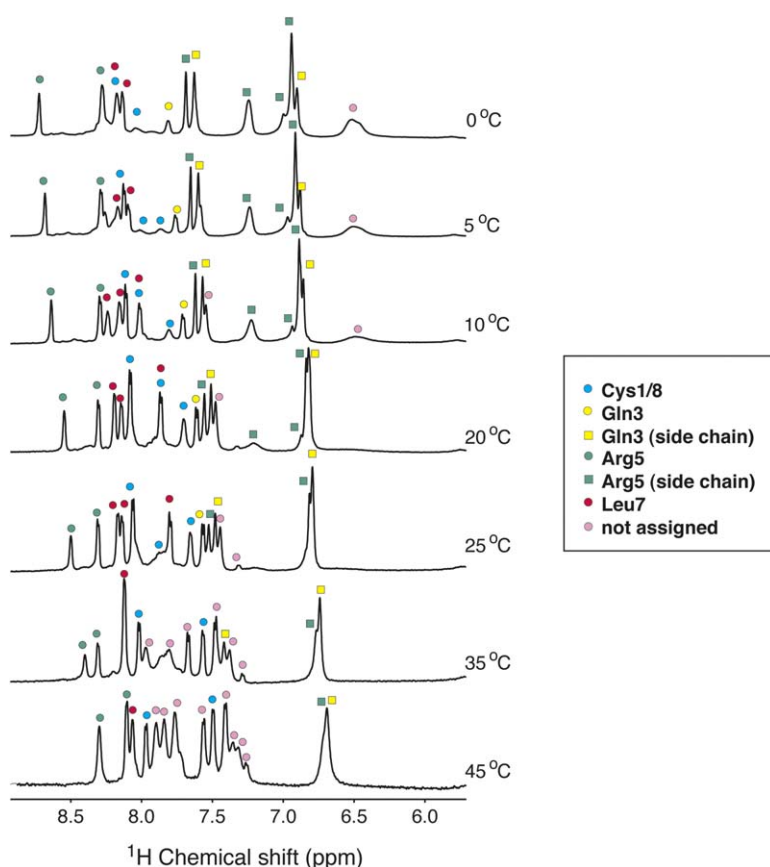 0 °C
5 °C
10 °C
20 °C
25 °C
35 °C
45 °C
Cys1/8
Gln3
Gln3 (side chain)
Arg5
Arg5 (side chain)
Leu7
not assigned
8.5 8.0 7.5 7.0 6.5 6.0
¹H Chemical shift (ppm)